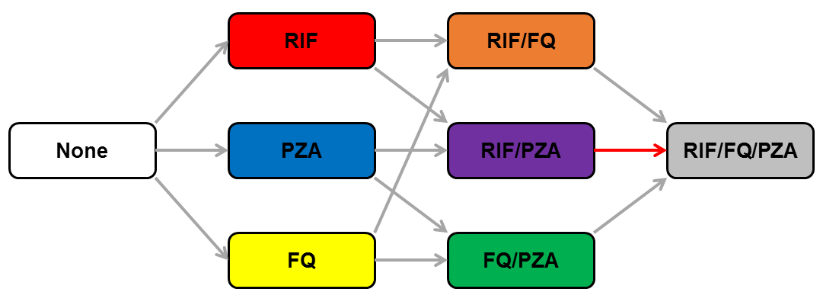 RIF
RIF/FQ
None
PZA
RIF/PZA
RIF/FQ/PZA
FQ
FQ/PZA